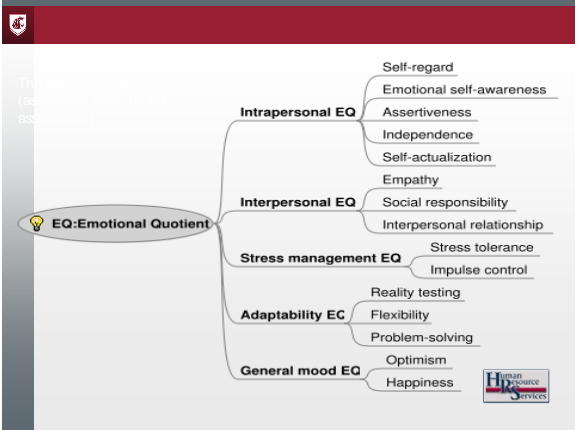 Intrapersonal EQ
Self-regard
Emotional self-awareness
Assertiveness
Independence
Self-actualization
Interpersonal EQ
Empathy
Social responsibility
Interpersonal relationship
EQ:Emotional Quotient
Stress management EQ
Stress tolerance
Impulse control
Adaptability EQ
Reality testing
Flexibility
Problem-solving
General mood EQ
Optimism
Happiness
Human
Resource
Services